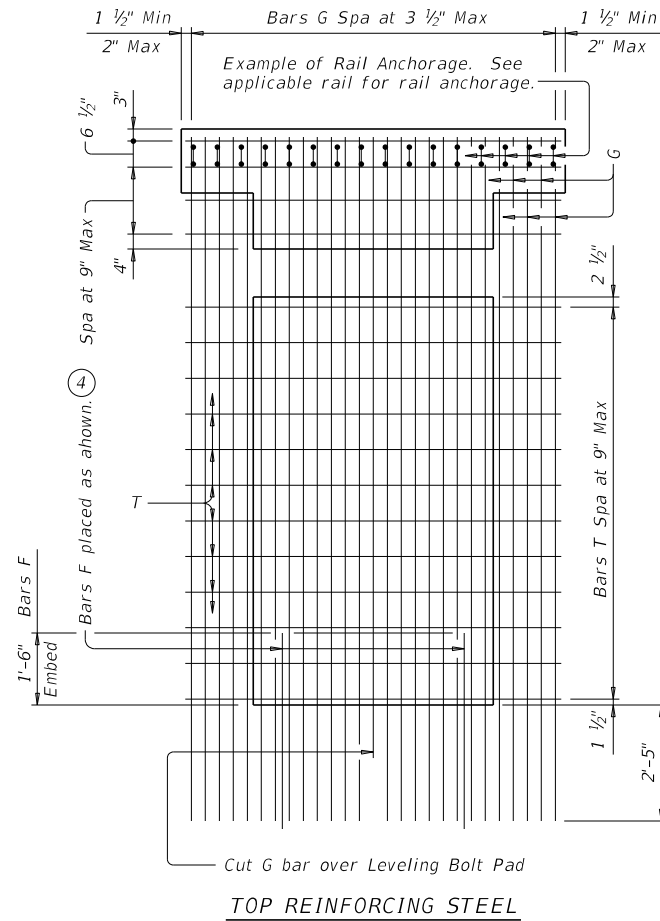 1 ½" Min
2" Max
Bars G Spa at 3 ½" Max
1 ½" Min
2" Max
Example of Rail Anchorage. See
applicable rail for rail anchorage.
3"
6 ½"
Spa at 9" Max
4"
G
2 ½"
4
Bars F placed as ahown.
T
Bars T Spa at 9" Max
Bars F
1'-6"
Embed
1 ½"
2'-5"
Cut G bar over Leveling Bolt Pad
TOP REINFORCING STEEL